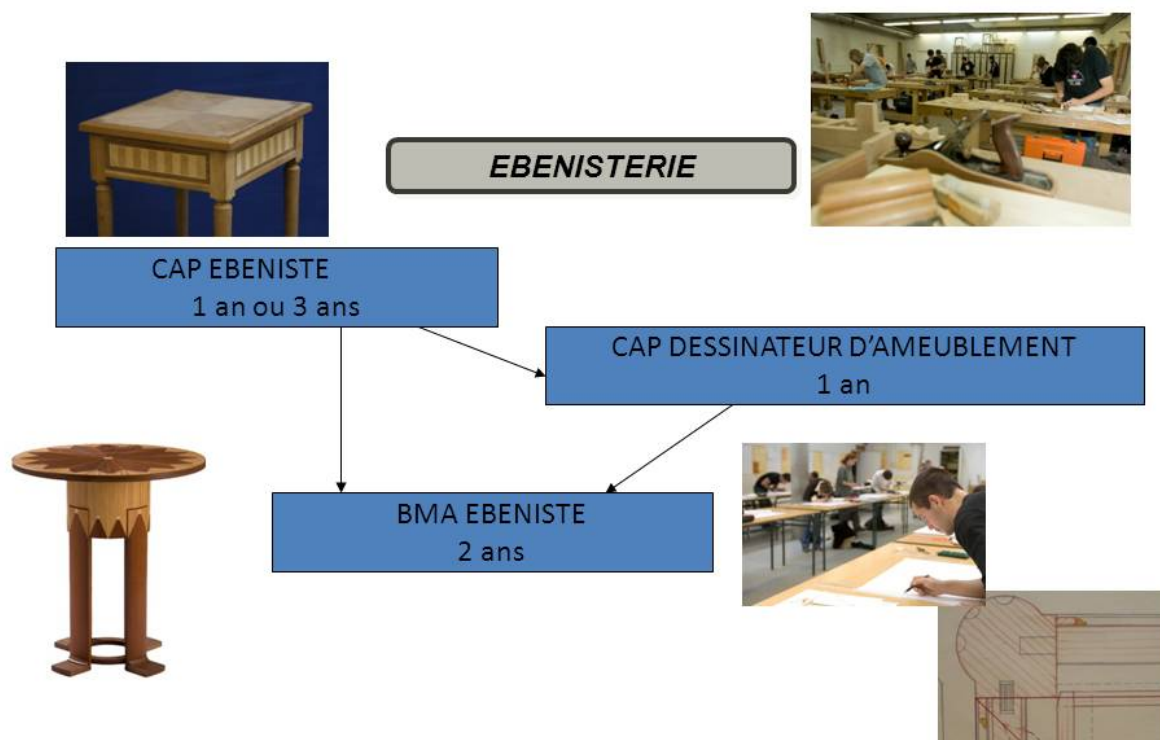 EBENISTERIE
CAP EBENISTE
1 an ou 3 ans
CAP DESSINATEUR D’AMEUBLEMENT
1 an
BMA EBENISTE
2 ans